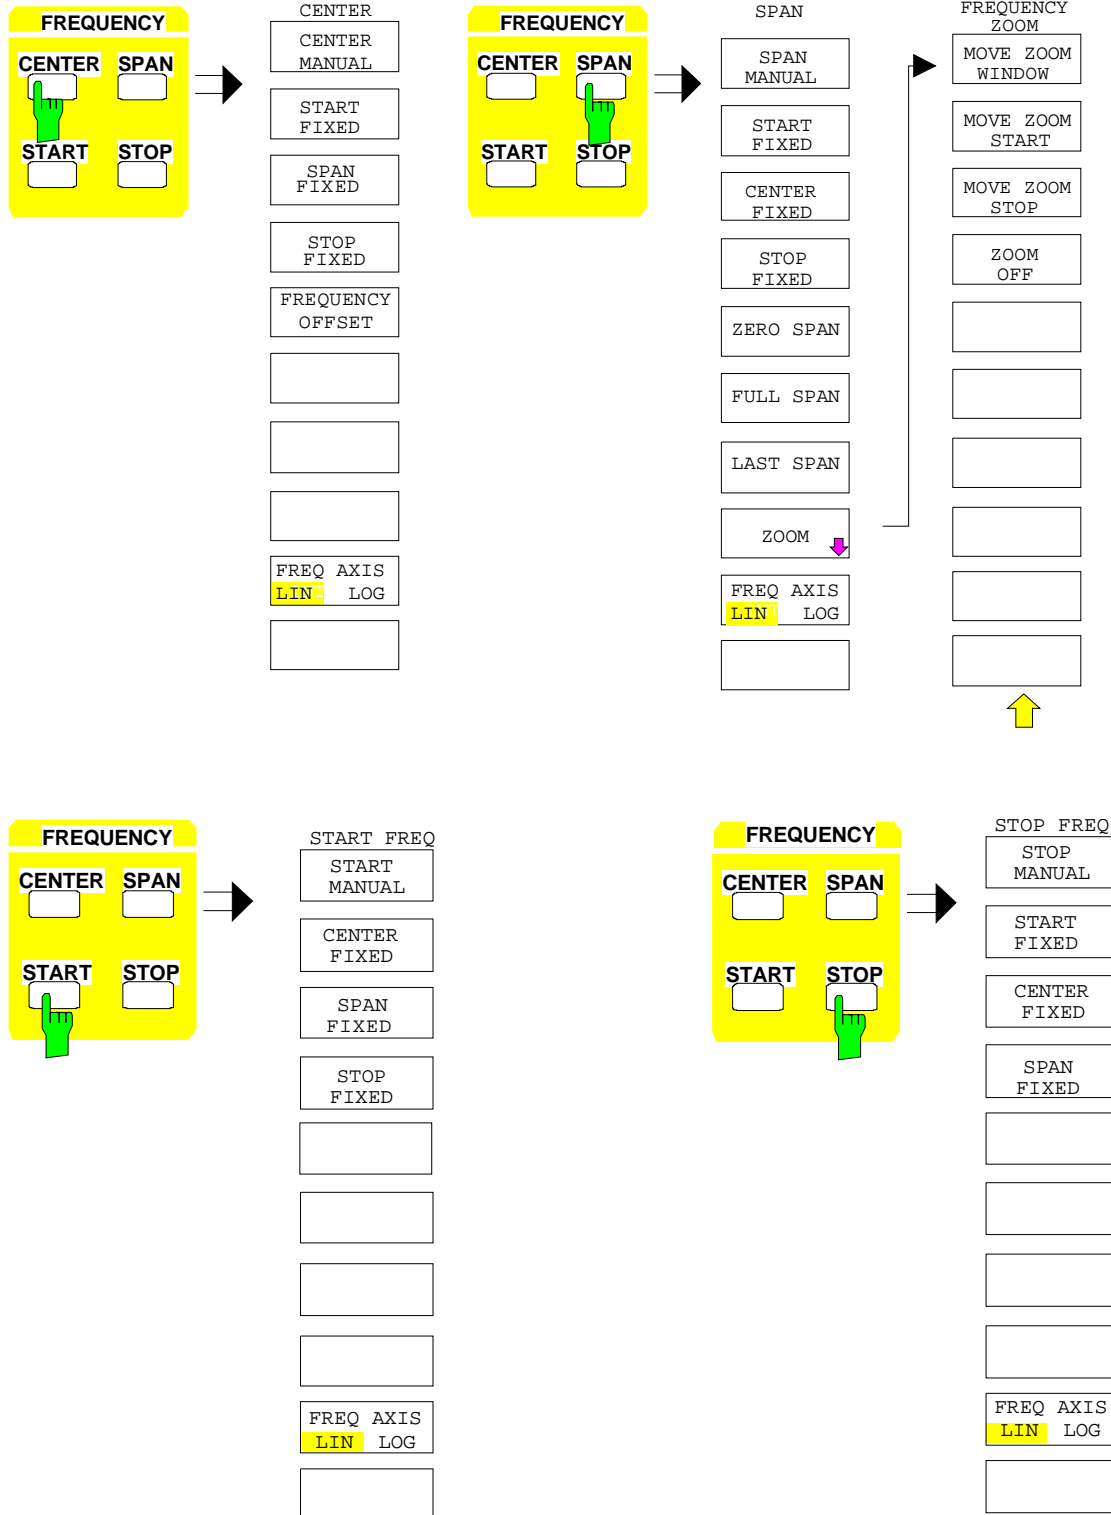 FREQUENCY
CENTER SPAN
START STOP
CENTER
CENTER
MANUAL
START
FIXED
SPAN
FIXED
STOP
FIXED
FREQUENCY
OFFSET
FREQ AXIS
LIN LOG
FREQUENCY
CENTER SPAN
START STOP
SPAN
SPAN
MANUAL
START
FIXED
CENTER
FIXED
STOP
FIXED
ZERO SPAN
FULL SPAN
LAST SPAN
ZOOM
FREQ AXIS
LIN LOG
FREQUENCY
ZOOM
MOVE ZOOM
WINDOW
MOVE ZOOM
START
MOVE ZOOM
STOP
ZOOM
OFF
FREQUENCY
CENTER SPAN
START STOP
START FREQ
START
MANUAL
CENTER
FIXED
SPAN
FIXED
STOP
FIXED
FREQ AXIS
LIN LOG
FREQUENCY
CENTER SPAN
START STOP
STOP FREQ
STOP
MANUAL
START
FIXED
CENTER
FIXED
SPAN
FIXED
FREQ AXIS
LIN LOG